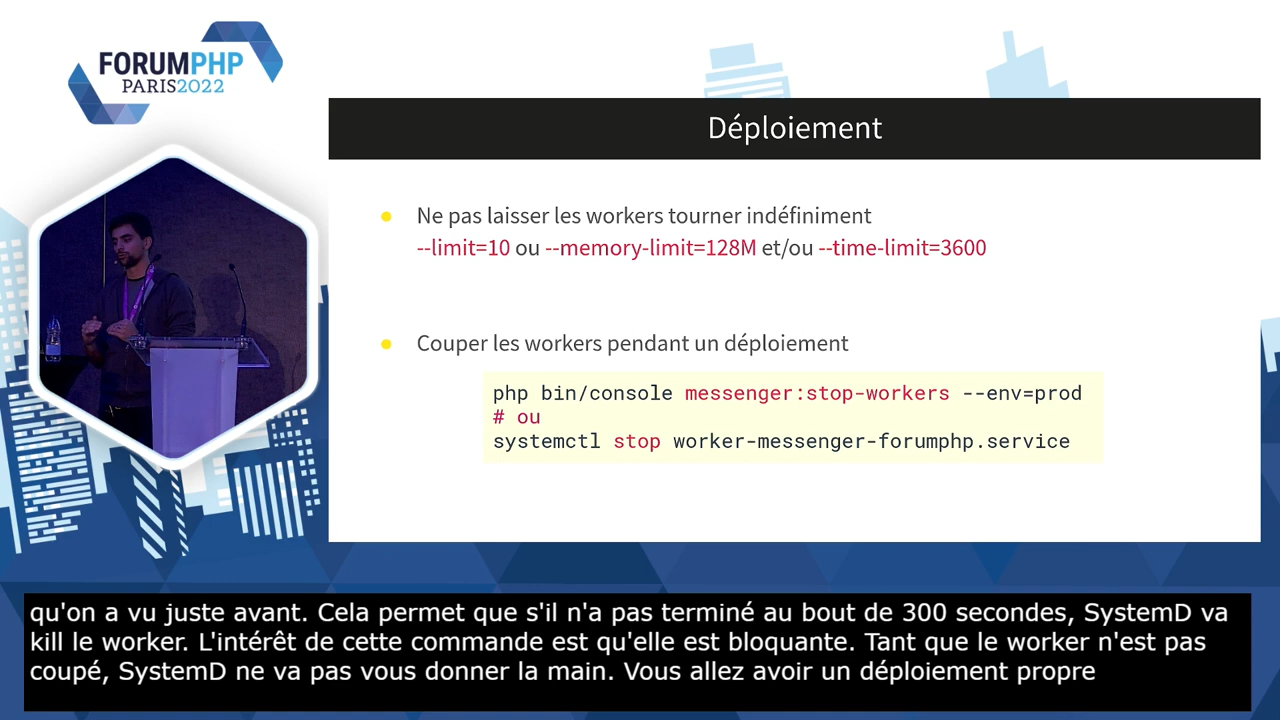 FORUMPHP
PARIS2022
Déploiement
Ne pas laisser les workers tourner indéfiniment
--limit=10 ou --memory-limit=128M et/ou --time-limit=3600
Couper les workers pendant un déploiement
php bin/console messenger:stop-workers --env=prod
# ou
systemctl stop worker-messenger-forumphp.service
qu'on a vu juste avant. Cela permet que s'il n'a pas terminé au bout de 300 secondes, SystemD va
kill le worker. L'intérêt de cette commande est qu'elle est bloquante. Tant que le worker n'est pas
coupé, SystemD ne va pas vous donner la main. Vous allez avoir un déploiement propre